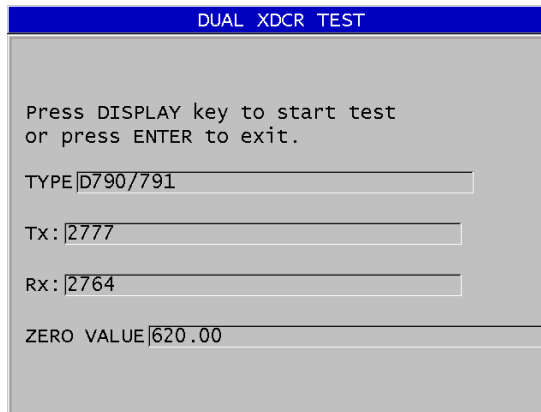 DUAL XDCR TEST
Press DISPLAY key to start test
or press ENTER to exit.
TYPE D790/791
Tx: 2777
Rx: 2764
ZERO VALUE 620.00